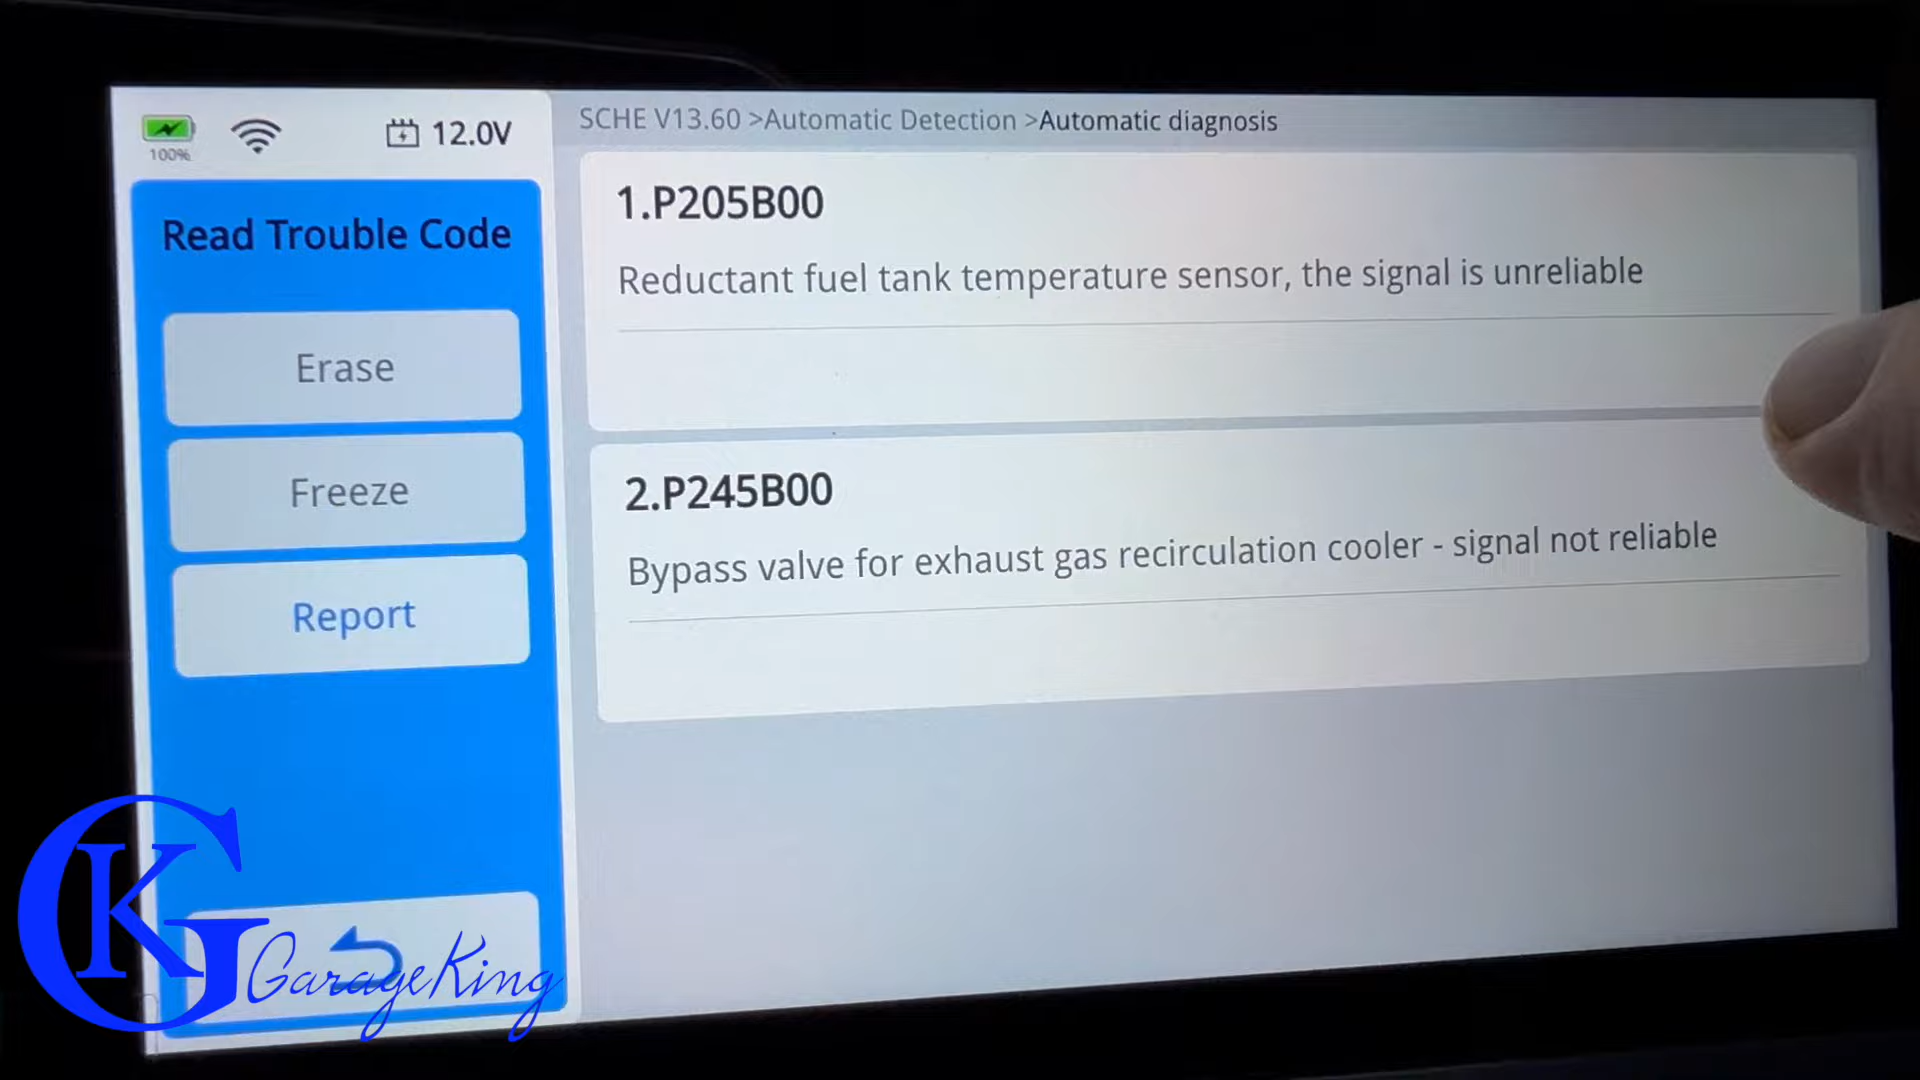 100%
12.0V
SCHE V13.60 >Automatic Detection >Automatic diagnosis
Read Trouble Code
Erase
Freeze
Report
1.P205B00
Reductant fuel tank temperature sensor, the signal is unreliable
2.P245B00
Bypass valve for exhaust gas recirculation cooler - signal not reliable
GK
GarageKing